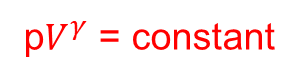 pV^γ = constant